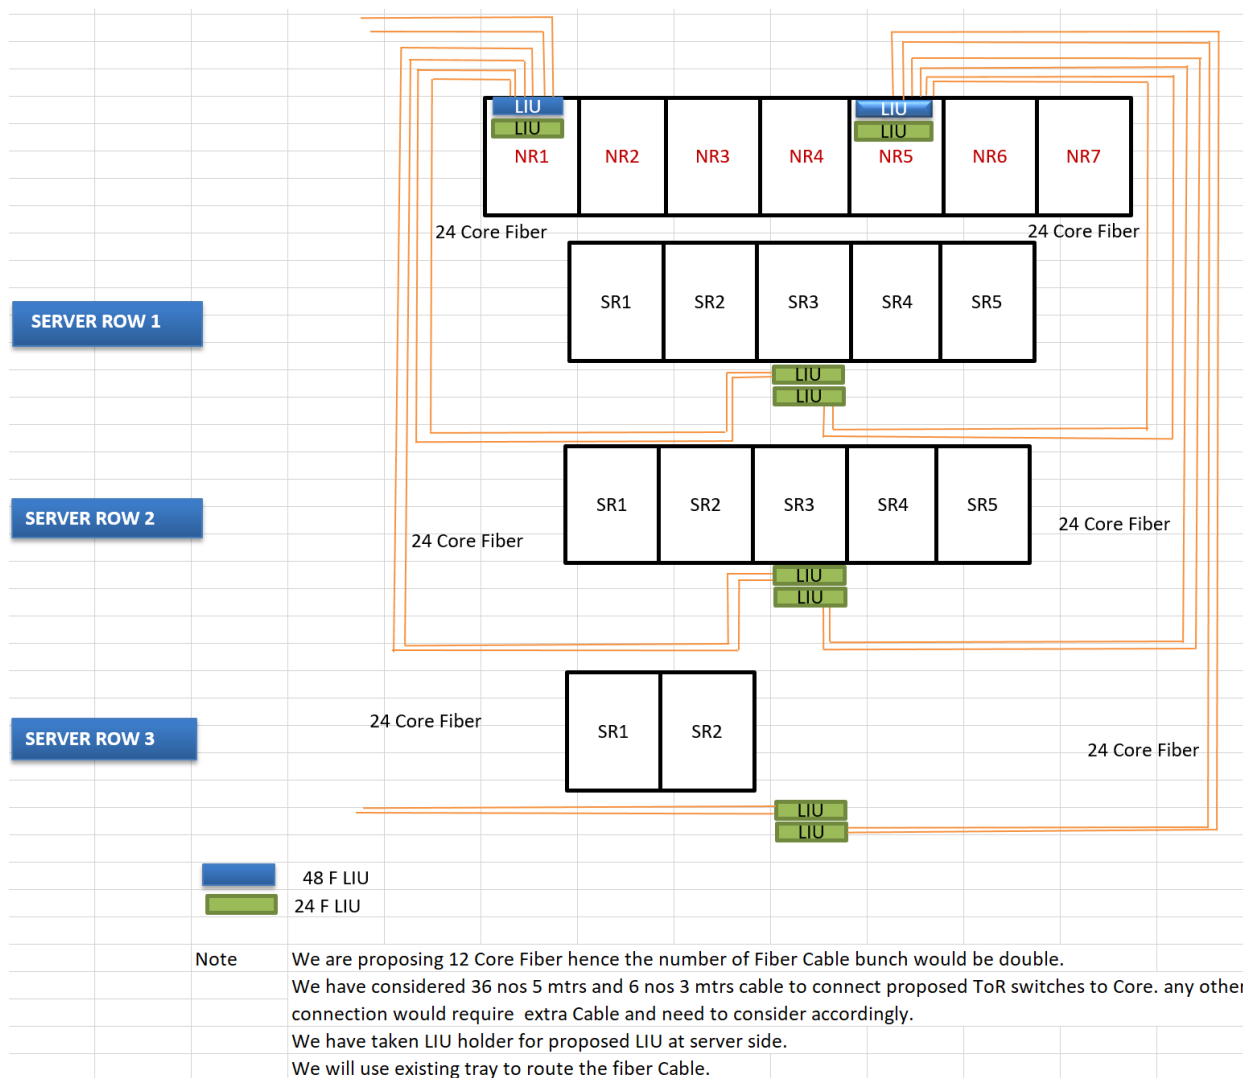 LIU
LIU
LIU
LIU
NR1 NR2 NR3 NR4 NR5 NR6 NR7
24 Core Fiber
24 Core Fiber
SERVER ROW 1
SR1 SR2 SR3 SR4 SR5
LIU
LIU
SERVER ROW 2
SR1 SR2 SR3 SR4 SR5
24 Core Fiber
24 Core Fiber
LIU
LIU
24 Core Fiber
SERVER ROW 3
SR1 SR2
24 Core Fiber
LIU
LIU
48 F LIU
24 F LIU
Note We are proposing 12 Core Fiber hence the number of Fiber Cable bunch would be double.
We have considered 36 nos 5 mtrs and 6 nos 3 mtrs cable to connect proposed ToR switches to Core. any other
connection would require extra Cable and need to consider accordingly.
We have taken LIU holder for proposed LIU at server side.
We will use existing tray to route the fiber Cable.